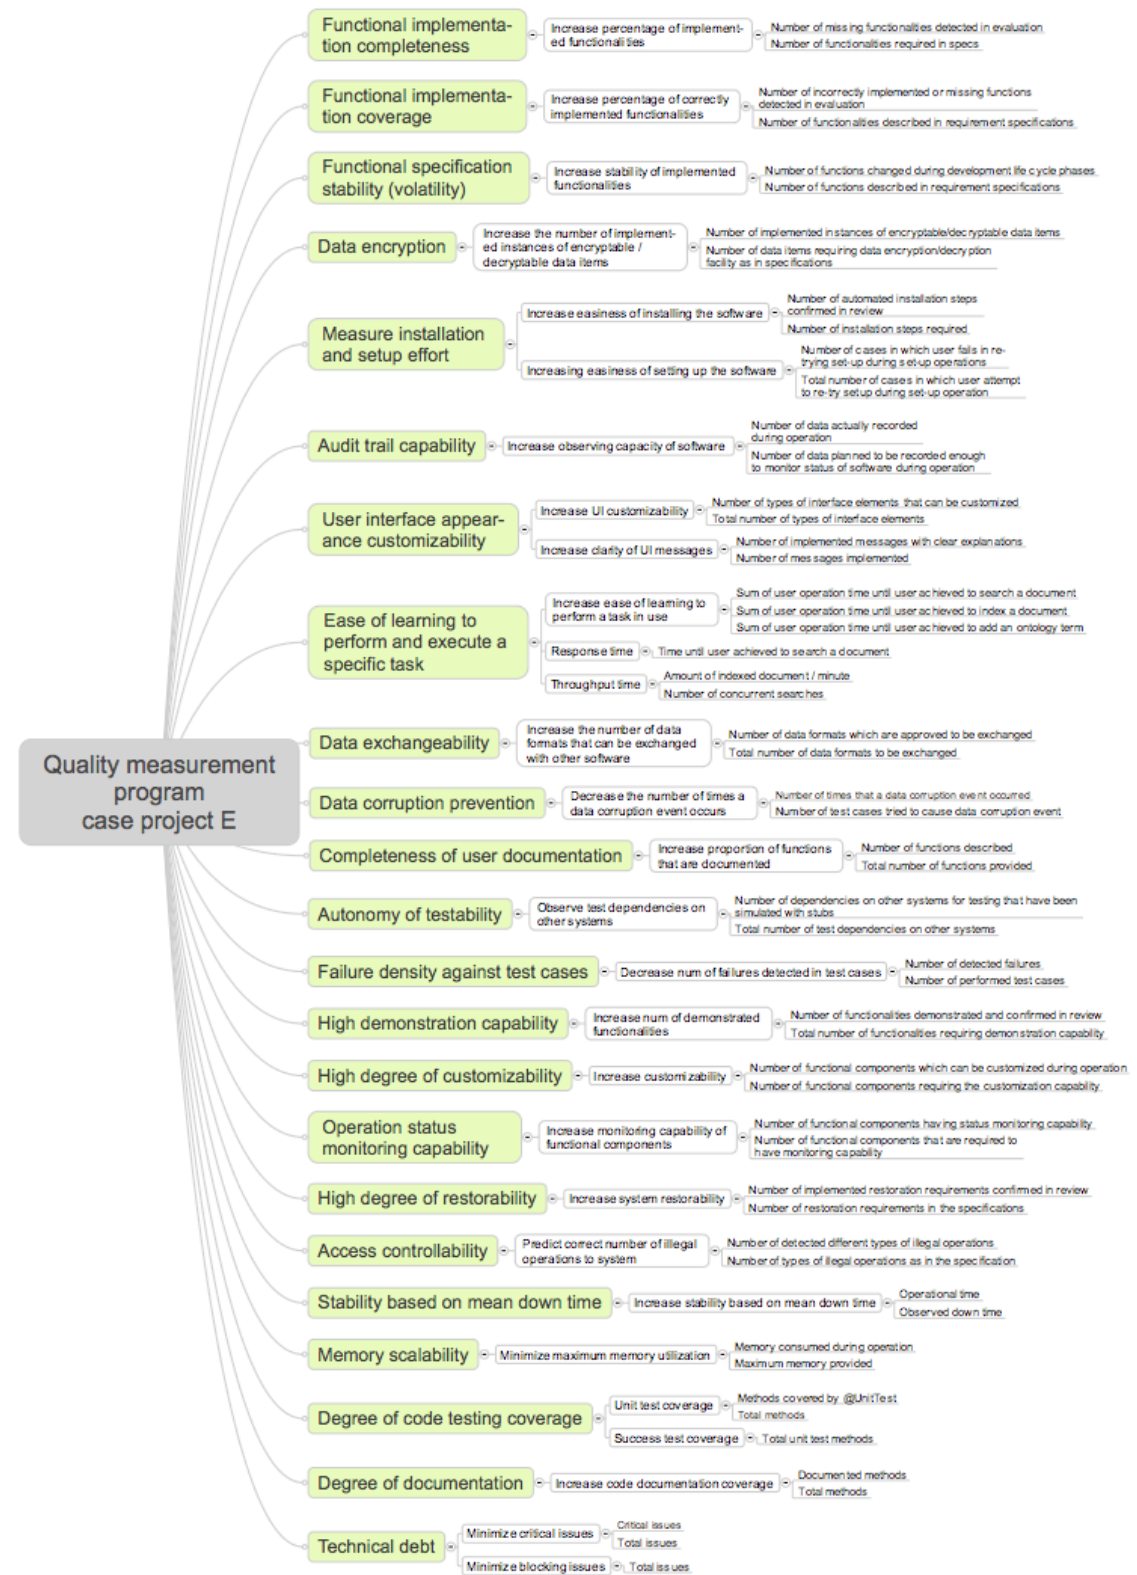 Functional implementa-
tion completeness
Increase percentage of implement-
ed functionalities
Number of missing functionalities detected in evaluation
Number of functionalities required in specs
Functional implementa-
tion coverage
Increase percentage of correctly
implemented functionalities
Number of incorrectly implemented or missing functions
detected in evaluation
Number of functionalities described in requirement specifications
Functional specification
stability (volatility)
Increase stability of implemented
functionalities
Number of functions changed during development life cycle phases
Number of functions described in requirement specifications
Data encryption
Increase the number of implement-
ed instances of encryptable /
decryptable data items
Number of implemented instances of encryptable/decryptable data items
Number of data items requiring data encryption/decryption
facility as in specifications
Measure installation
and setup effort
Increase easiness of installing the software
Number of automated installation steps
confirmed in review
Number of installation steps required
Increasing easiness of setting up the software
Number of cases in which user fails in re-
trying set-up during set-up operations
Total number of cases in which user attempt
to re-try setup during set-up operation
Audit trail capability
Increase observing capacity of software
Number of data actually recorded
during operation
Number of data planned to be recorded enough
to monitor status of software during operation
User interface appear-
ance customizability
Increase UI customizability
Number of types of interface elements that can be customized
Total number of types of interface elements
Increase clarity of UI messages
Number of implemented messages with clear explanations
Number of messages implemented
Ease of learning to
perform and execute a
specific task
Increase ease of learning to
perform a task in use
Sum of user operation time until user achieved to search a document
Sum of user operation time until user achieved to index a document
Sum of user operation time until user achieved to add an ontology term
Response time
Time until user achieved to search a document
Throughput time
Amount of indexed document / minute
Number of concurrent searches
Quality measurement
program
case project E
Data exchangeability
Increase the number of data
formats that can be exchanged
with other software
Number of data formats which are approved to be exchanged
Total number of data formats to be exchanged
Data corruption prevention
Decrease the number of times a
data corruption event occurs
Number of times that a data corruption event occurred
Number of test cases tried to cause data corruption event
Completeness of user documentation
Increase proportion of functions
that are documented
Number of functions described
Total number of functions provided
Autonomy of testability
Observe test dependencies on
other systems
Number of dependencies on other systems for testing that have been
simulated with stubs
Total number of test dependencies on other systems
Failure density against test cases
Decrease num of failures detected in test cases
Number of detected failures
Number of performed test cases
High demonstration capability
Increase num of demonstrated
functionalities
Number of functionalities demonstrated and confirmed in review
Total number of functionalities requiring demonstration capability
High degree of customizability
Increase customizability
Number of functional components which can be customized during operation
Number of functional components requiring the customization capability
Operation status
monitoring capability
Increase monitoring capability of
functional components
Number of functional components having status monitoring capability
Number of functional components that are required to
have monitoring capability
High degree of restorability
Increase system restorability
Number of implemented restoration requirements confirmed in review
Number of restoration requirements in the specifications
Access controllability
Predict correct number of illegal
operations to system
Number of detected different types of illegal operations
Number of types of illegal operations as in the specification
Stability based on mean down time
Increase stability based on mean down time
Operational time
Observed down time
Memory scalability
Minimize maximum memory utilization
Memory consumed during operation
Maximum memory provided
Degree of code testing coverage
Unit test coverage
Methods covered by @UnitTest
Total methods
Success test coverage
Total unit test methods
Degree of documentation
Increase code documentation coverage
Documented methods
Total methods
Technical debt
Minimize critical issues
Critical issues
Total issues
Minimize blocking issues
Total issues